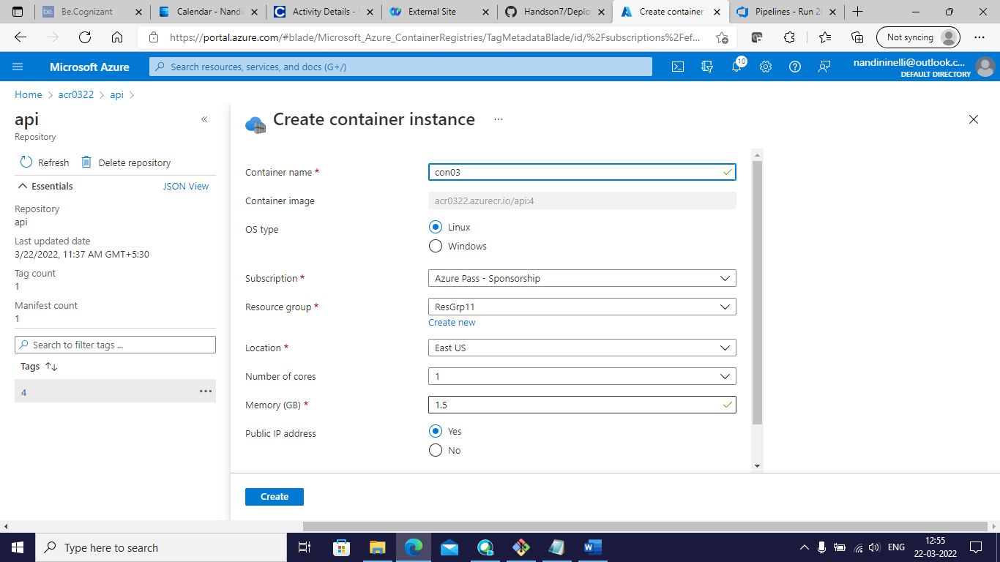 Be.Cognizant
Calendar - Nandi
Activity Details - S
External Site
Handson7/Deplo
Create container
Pipelines - Run 20
https://portal.azure.com/#blade/Microsoft_Azure_ContainerRegistries/TagMetadataBlade/id/%2Fsubscriptions%2Fef...
Not syncing
Microsoft Azure
Search resources, services, and docs (G+/)
10
nandininelli@outlook.c...
DEFAULT DIRECTORY
Home > acr0322 > api >
api
Repository
Refresh
Delete repository
Essentials
JSON View
Repository
api
Last updated date
3/22/2022, 11:37 AM GMT+5:30
Tag count
1
Manifest count
1
Search to filter tags ...
Tags
4
Create container instance
Container name *
con03
Container image
acr0322.azurecr.io/api:4
OS type
Linux
Windows
Subscription *
Azure Pass - Sponsorship
Resource group *
ResGrp11
Create new
Location *
East US
Number of cores
1
Memory (GB) *
1.5
Public IP address
Yes
No
Create
Type here to search
ENG
12:55
22-03-2022